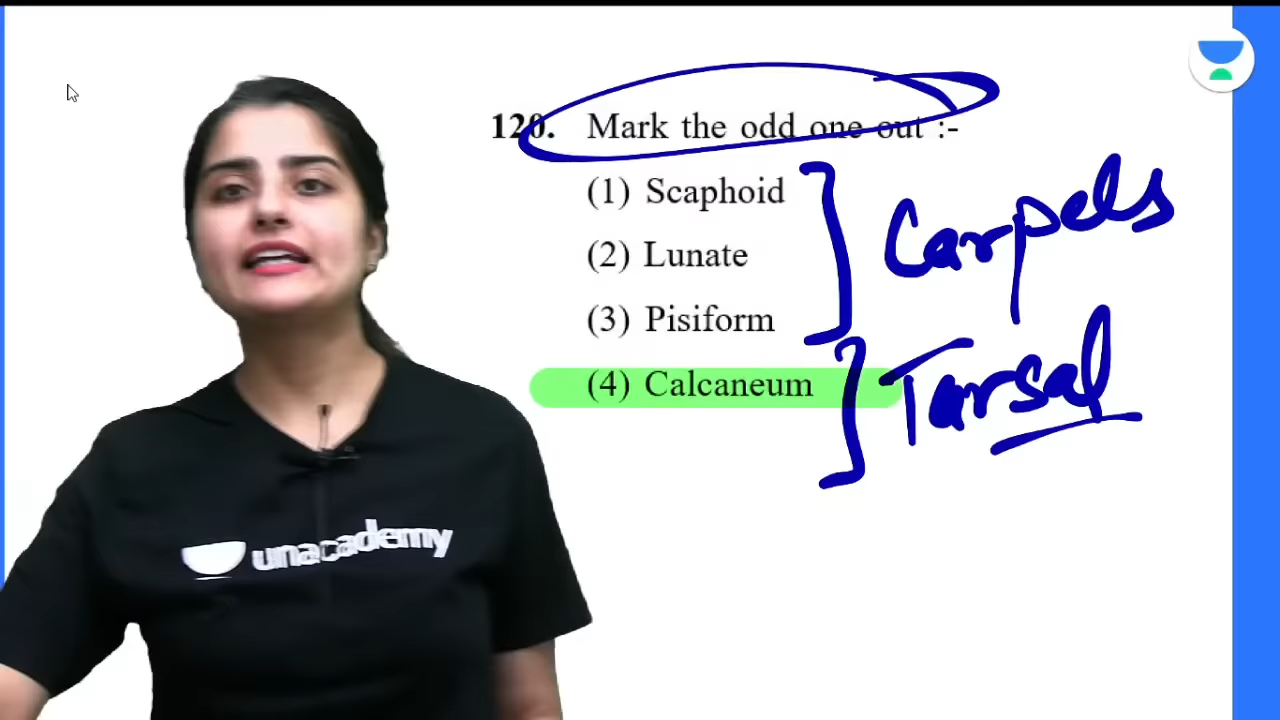 120. Mark the odd one out :-
(1) Scaphoid
(2) Lunate
(3) Pisiform
Carpels
(4) Calcaneum
Tarsal
unacademy